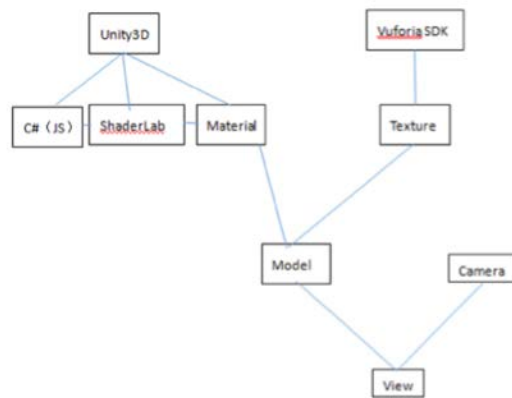 Unity3D
Vuforia SDK
C#（JS）
ShaderLab
Material
Texture
Model
Camera
View